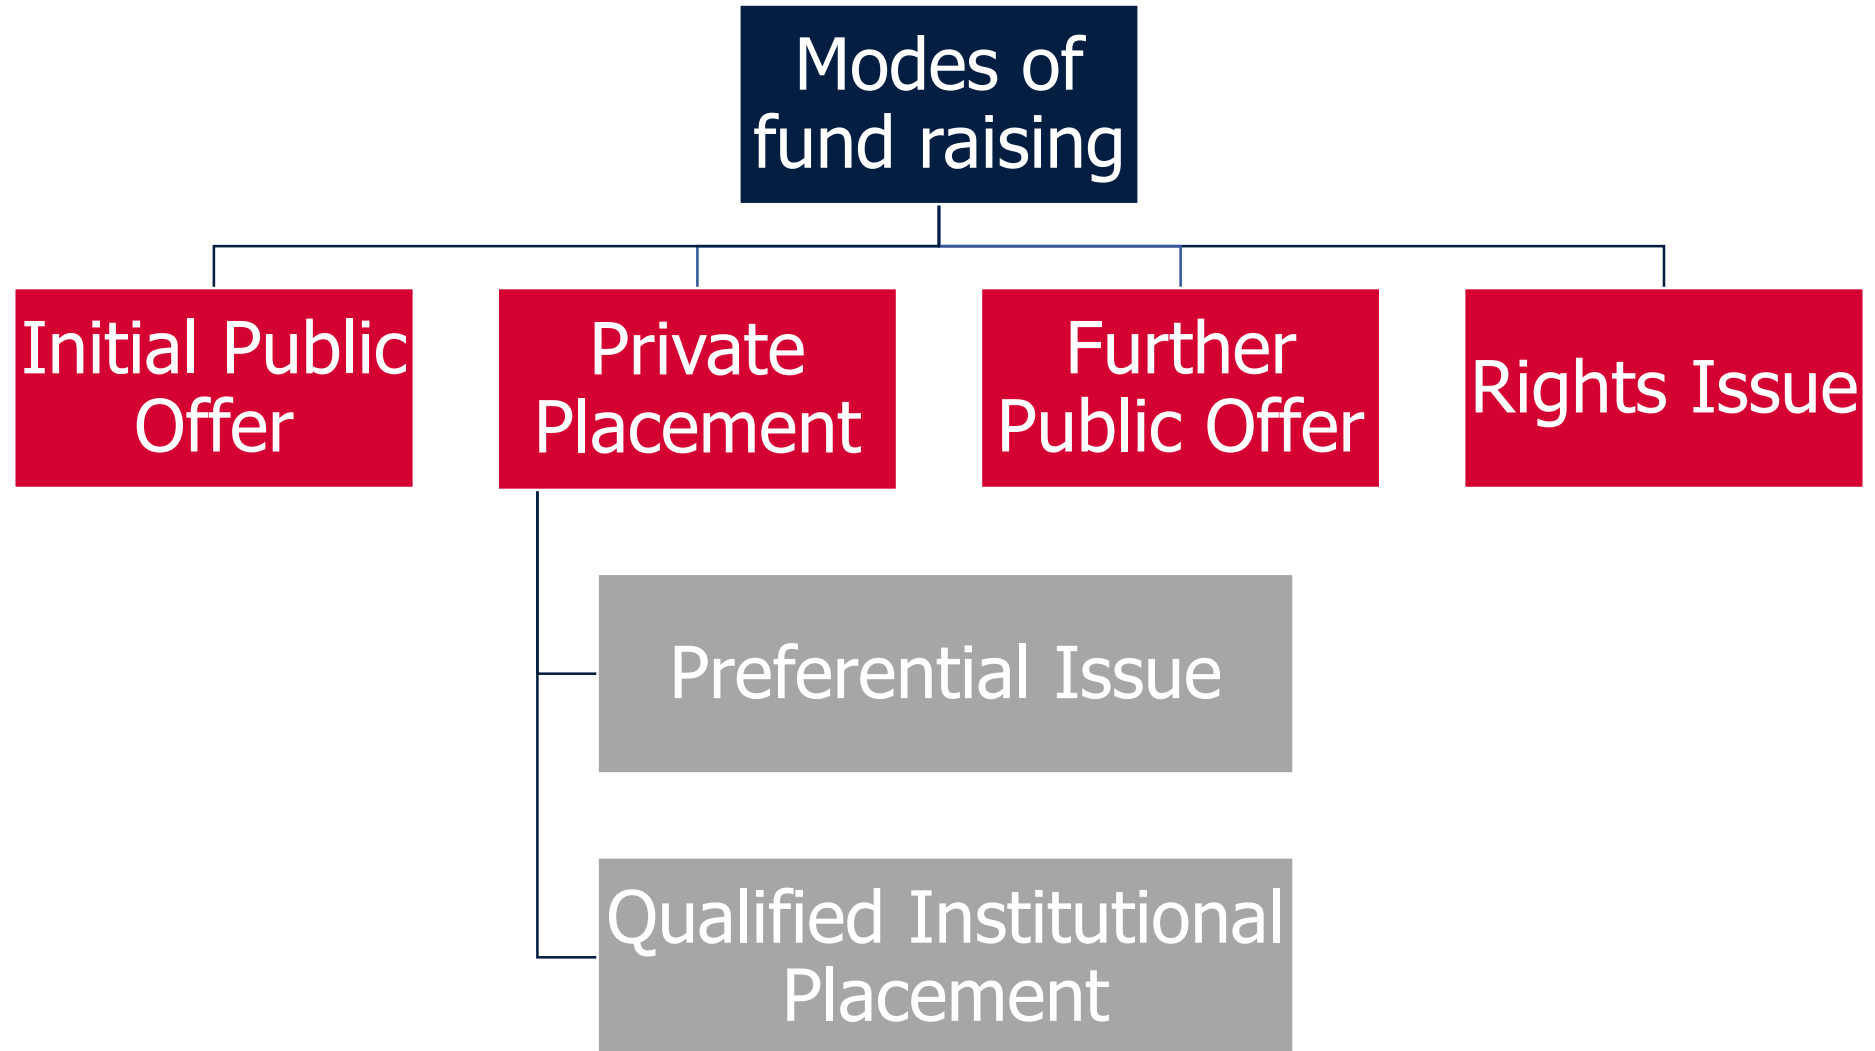 Modes of
fund raising
Initial Public
Offer
Private
Placement
Further
Public Offer
Rights Issue
Preferential Issue
Qualified Institutional
Placement